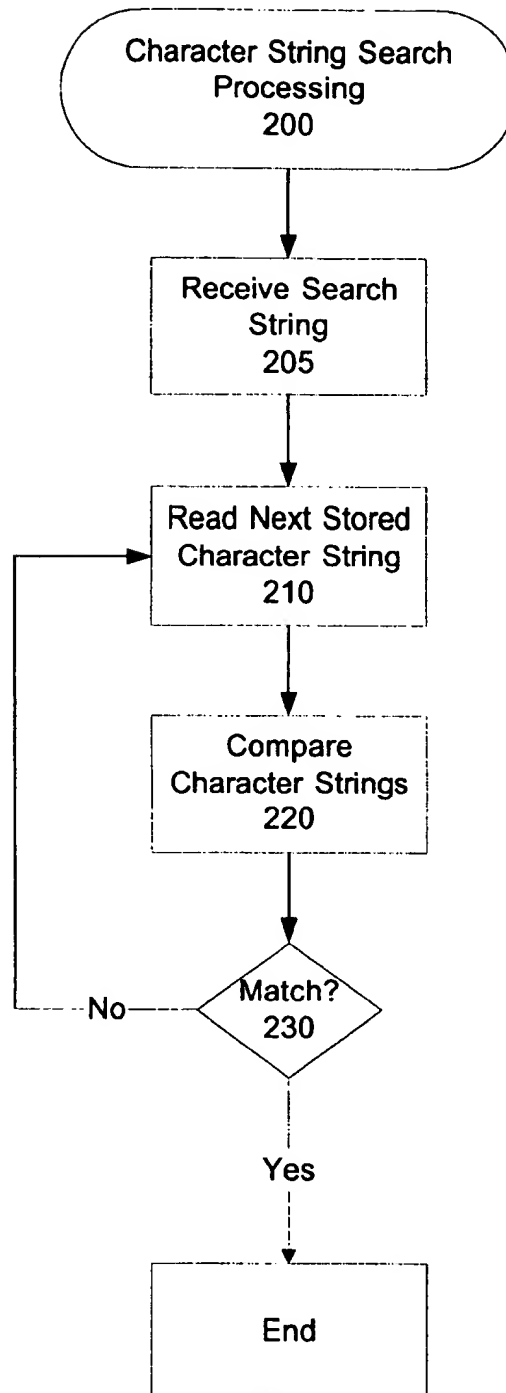 Character String Search
Processing
200
Receive Search
String
205
Read Next Stored
Character String
210
Compare
Character Strings
220
Match?
230
No
Yes
End